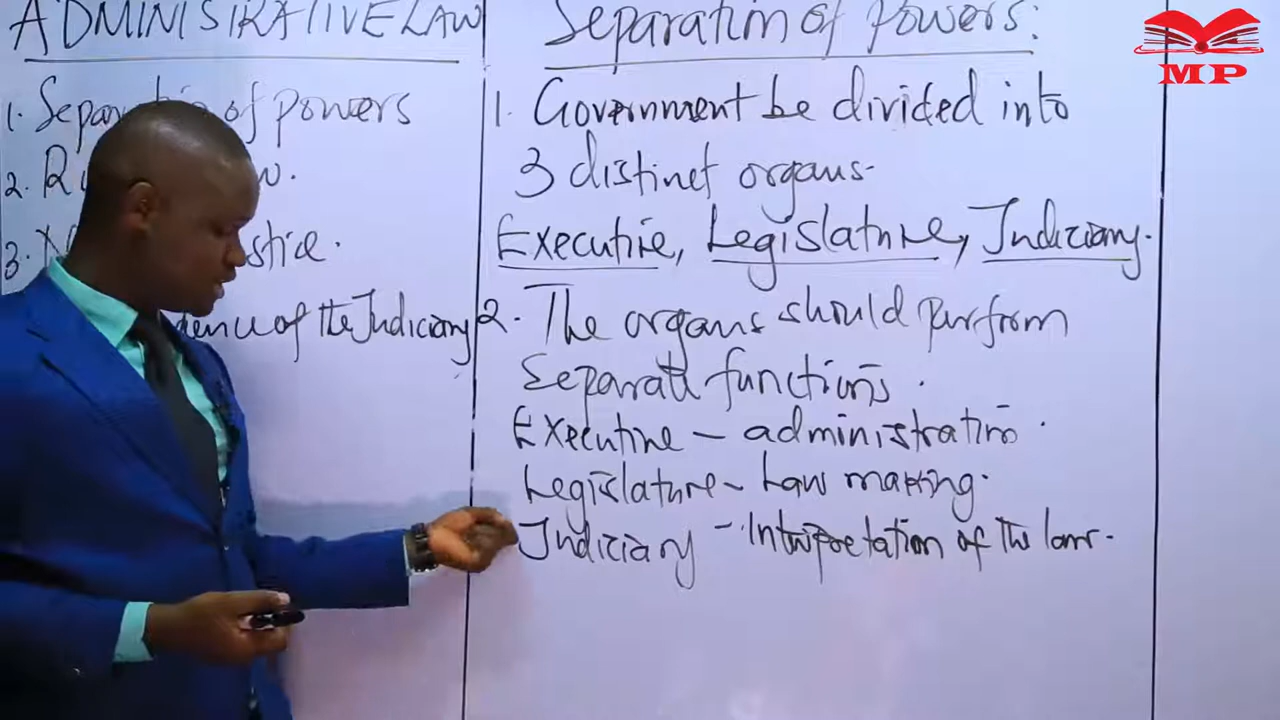 ADMINISTRATIVE LAW
1. Separatio of powers
2. R w.
3. N stice.
dence of the Judiciary
Separation of Powers:
1. Government be divided into
3 distinct organs.
Executive, Legislature, Judiciary.
2. The organs should perform
Separate functions.
Executive - administration.
Legislature - Law making.
Judiciary - Interpretation of the law.
MP